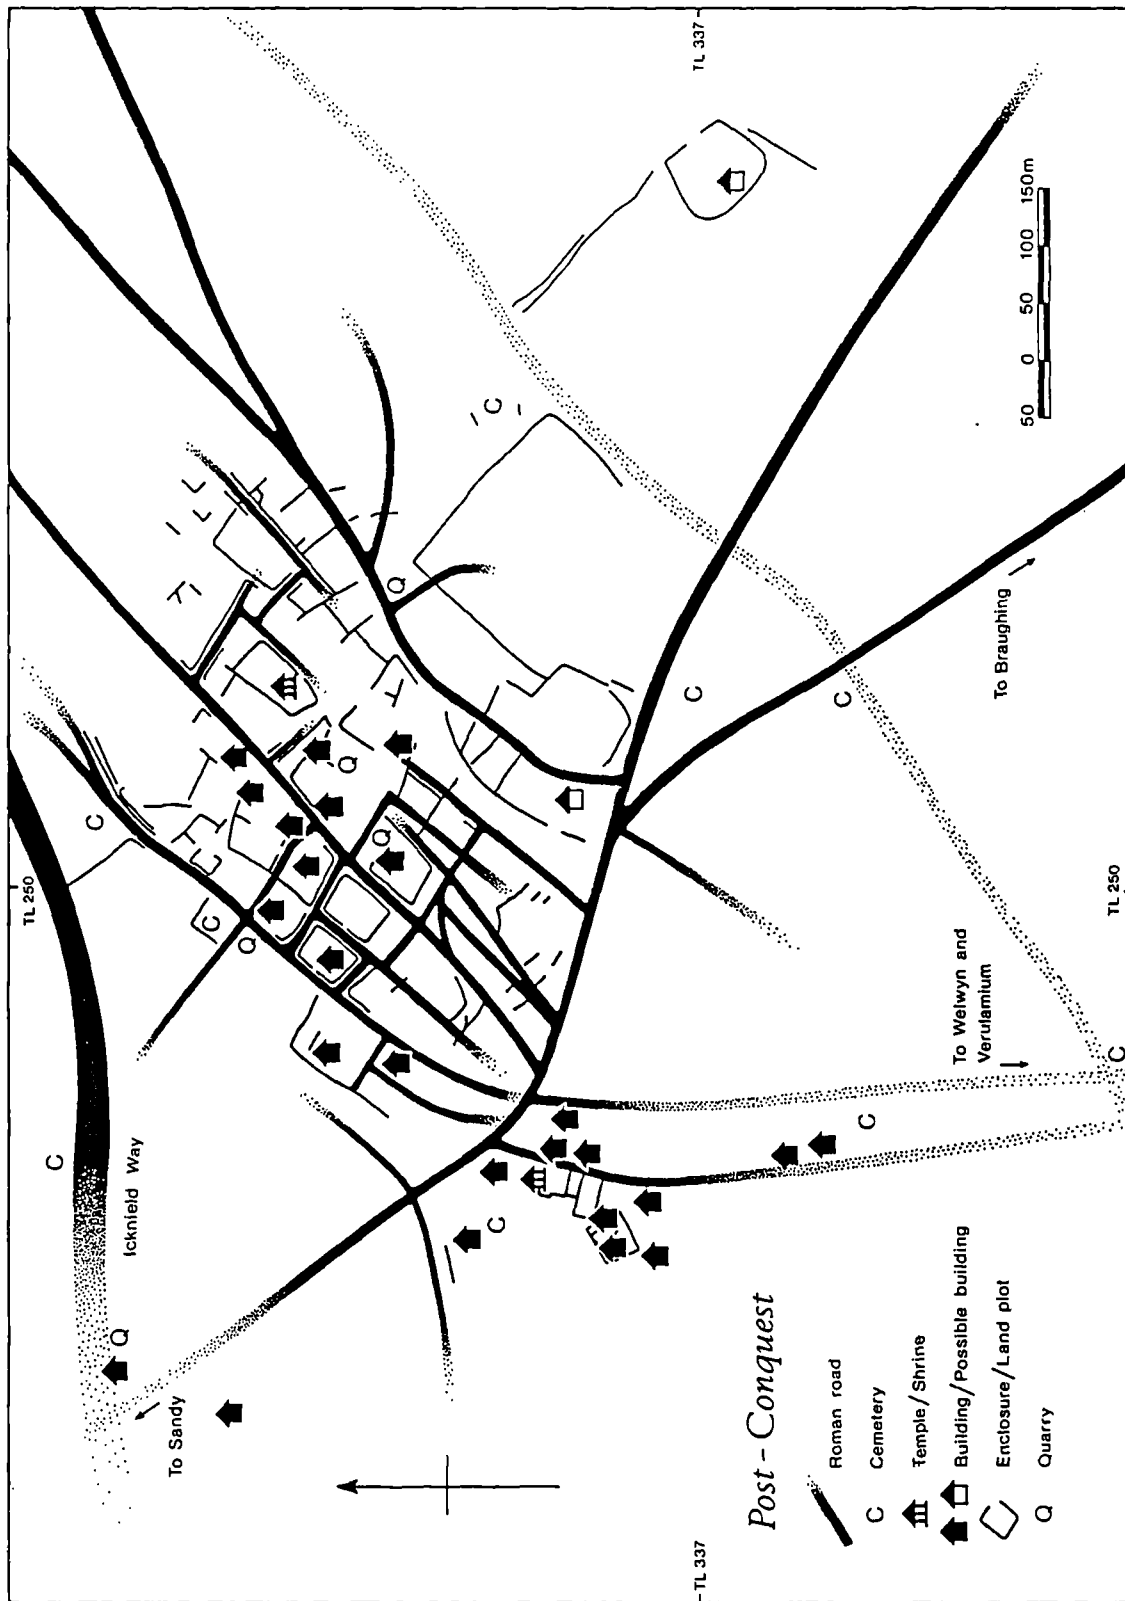 TL 250
TL 337
C
Icknield Way
Q
To Sandy
C
C
Q
C
Q
Q
Q
C
C
C
C
C
C
To Braughing
To Welwyn and
Verulamium
50 0 50 100 150m
TL 337
TL 250
Post - Conquest
Roman road
C Cemetery
Temple/Shrine
Building/Possible building
Enclosure/Land plot
Q Quarry